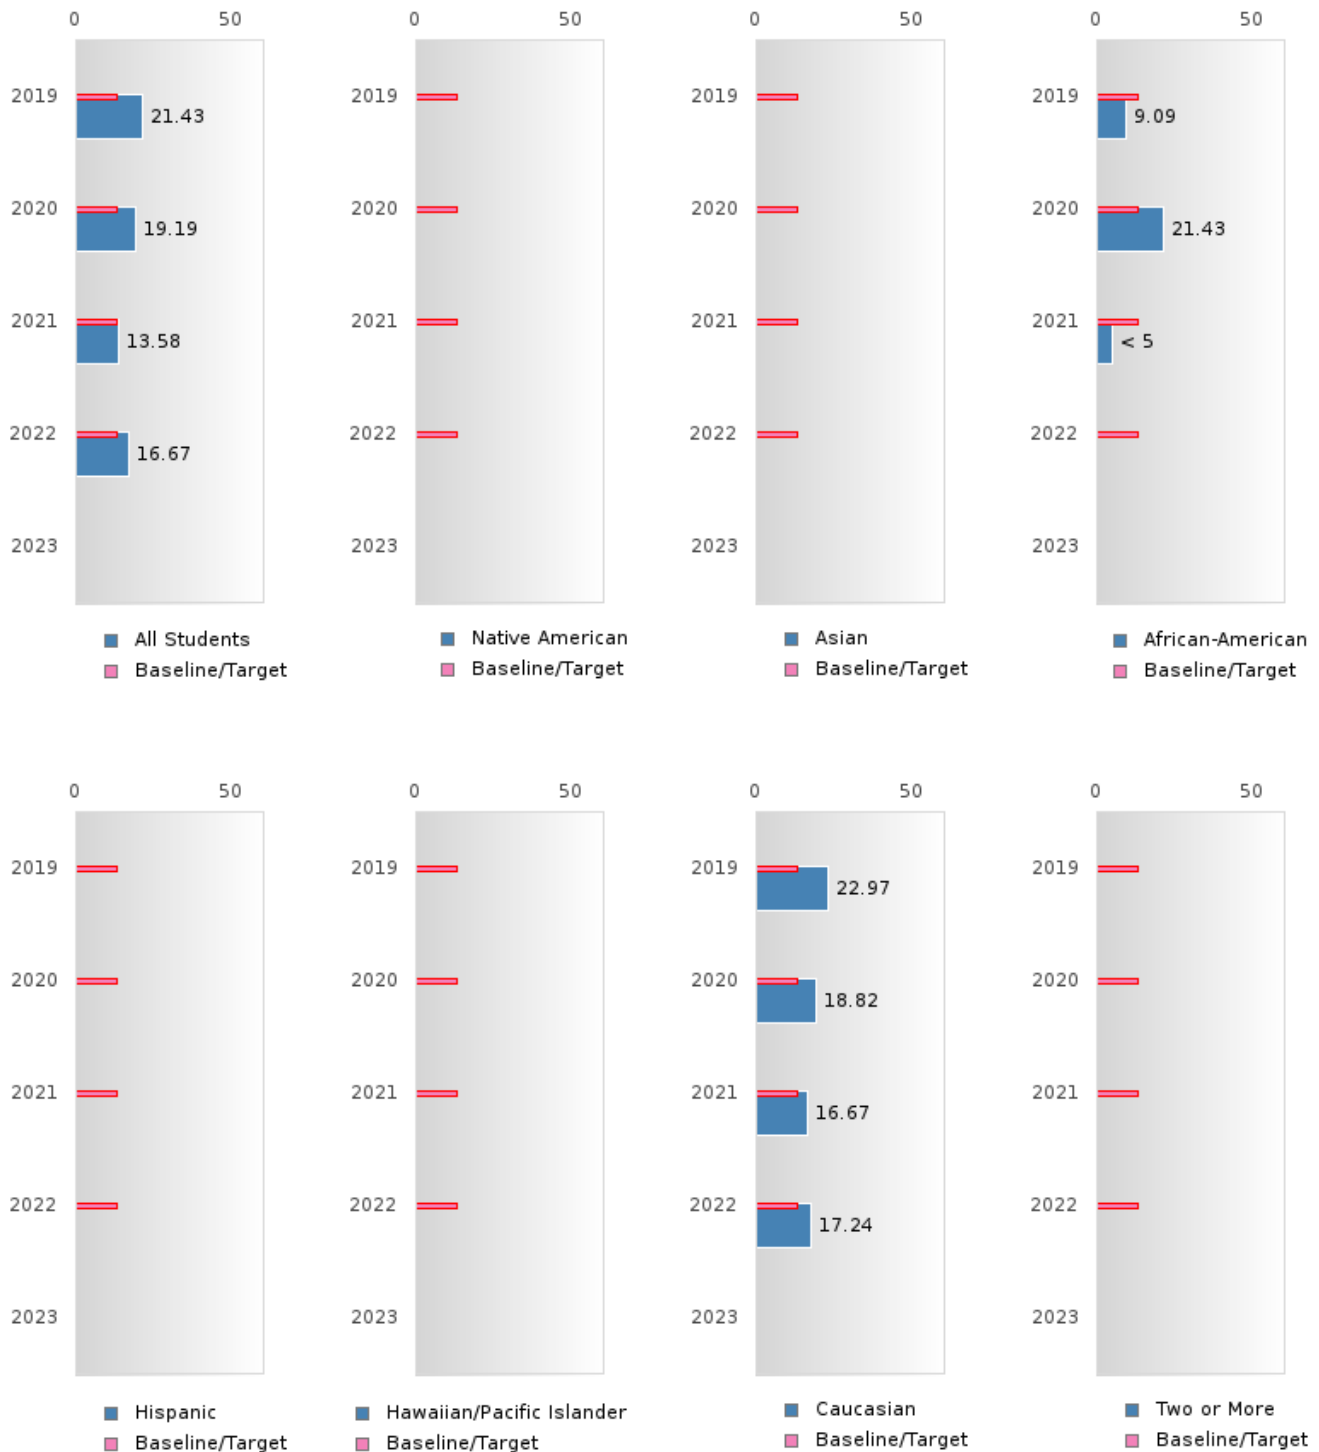 0 50 0 50 0 50 0 50
2019 21.43 2019 2019 2019 9.09
2020 19.19 2020 2020 2020 21.43
2021 13.58 2021 2021 2021 < 5
2022 16.67 2022 2022 2022
2023 2023 2023 2023
All Students Native American Asian African-American
Baseline/Target Baseline/Target Baseline/Target Baseline/Target
0 50 0 50 0 50 0 50
2019 2019 2019 22.97 2019
2020 2020 2020 18.82 2020
2021 2021 2021 16.67 2021
2022 2022 2022 17.24 2022
2023 2023 2023 2023
Hispanic Hawaiian/Pacific Islander Caucasian Two or More
Baseline/Target Baseline/Target Baseline/Target Baseline/Target